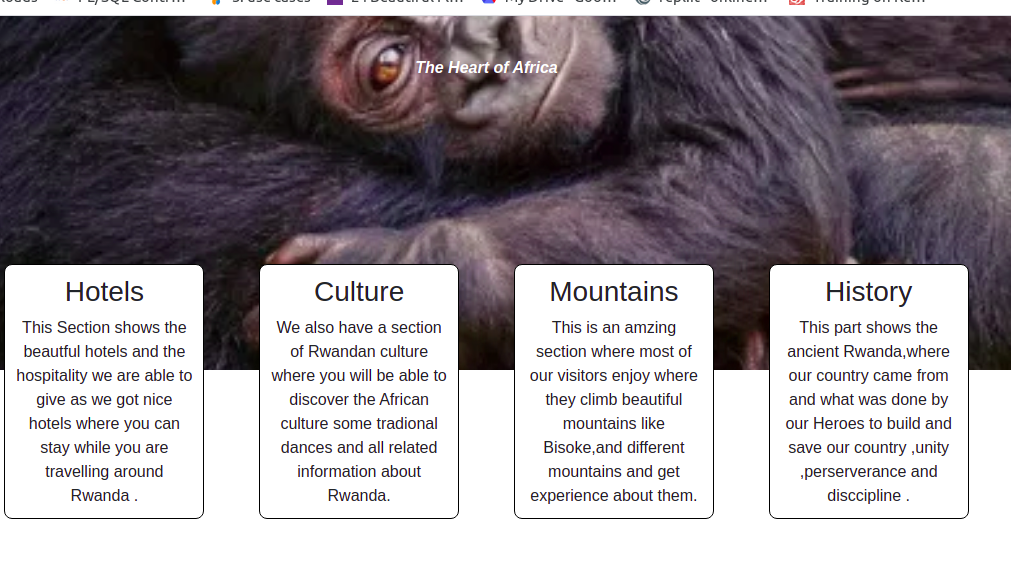 The Heart of Africa
Hotels
This Section shows the
beautful hotels and the
hospitality we are able to
give as we got nice
hotels where you can
stay while you are
travelling around
Rwanda .
Culture
We also have a section
of Rwandan culture
where you will be able to
discover the African
culture some tradional
dances and all related
information about
Rwanda.
Mountains
This is an amzing
section where most of
our visitors enjoy where
they climb beautiful
mountains like
Bisoke,and different
mountains and get
experience about them.
History
This part shows the
ancient Rwanda,where
our country came from
and what was done by
our Heroes to build and
save our country ,unity
,perserverance and
disccipline .